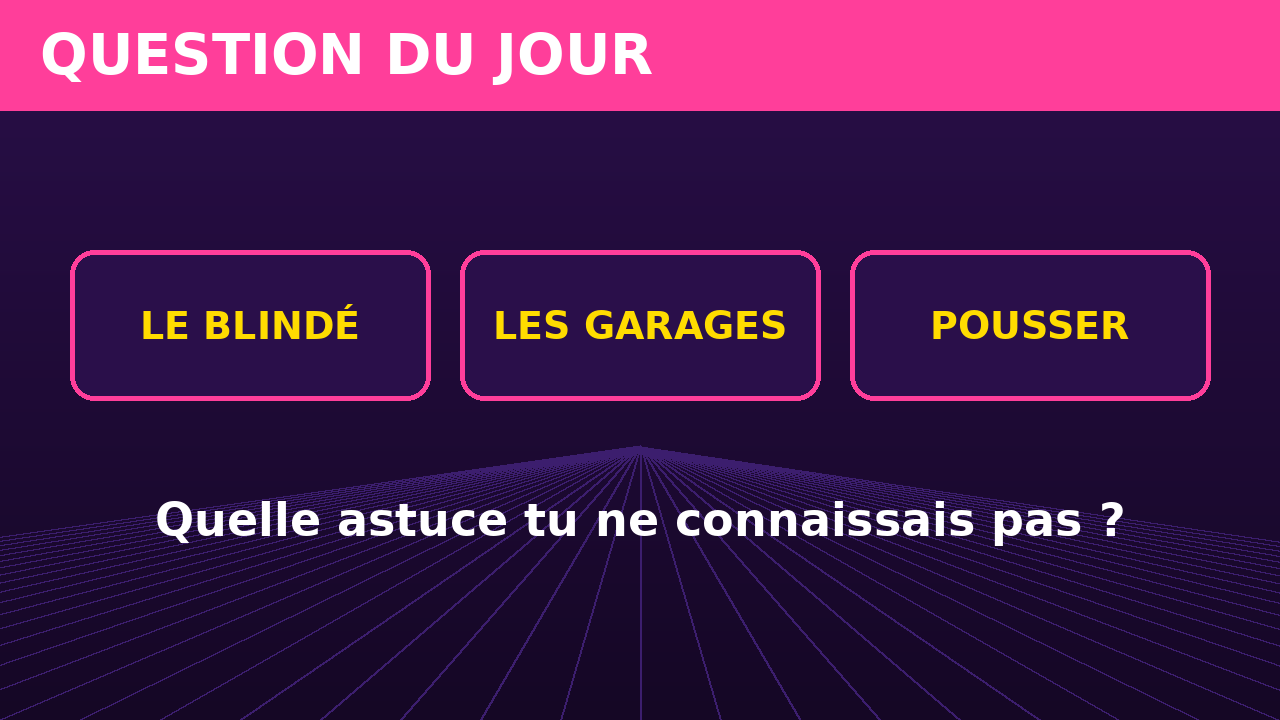 QUESTION DU JOUR
LE BLINDÉ
LES GARAGES
POUSSER
Quelle astuce tu ne connaissais pas ?